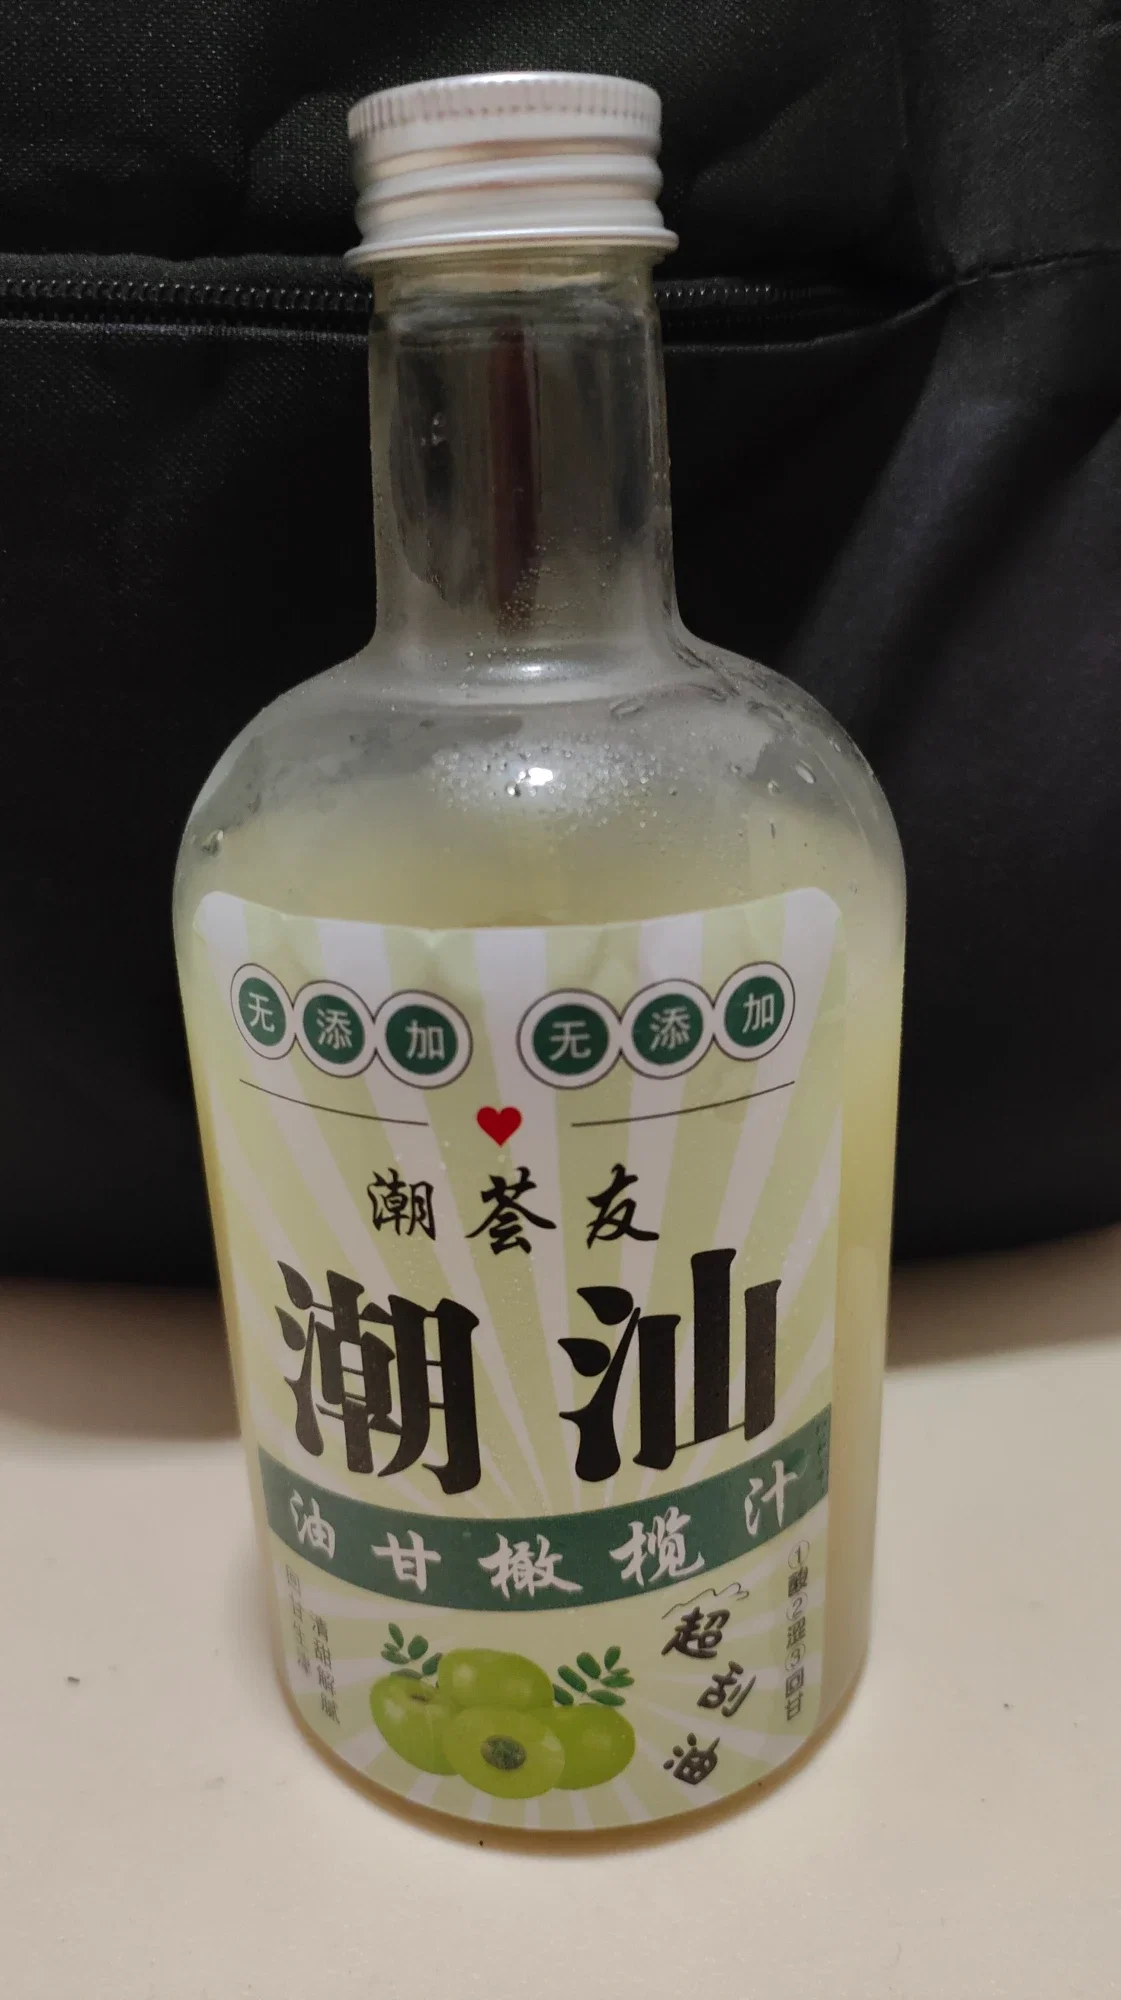 无添加 无添加
潮荟友
潮汕
油甘橄榄汁
回甘生津
清甜解腻
超刮油
①酸②涩③回甘